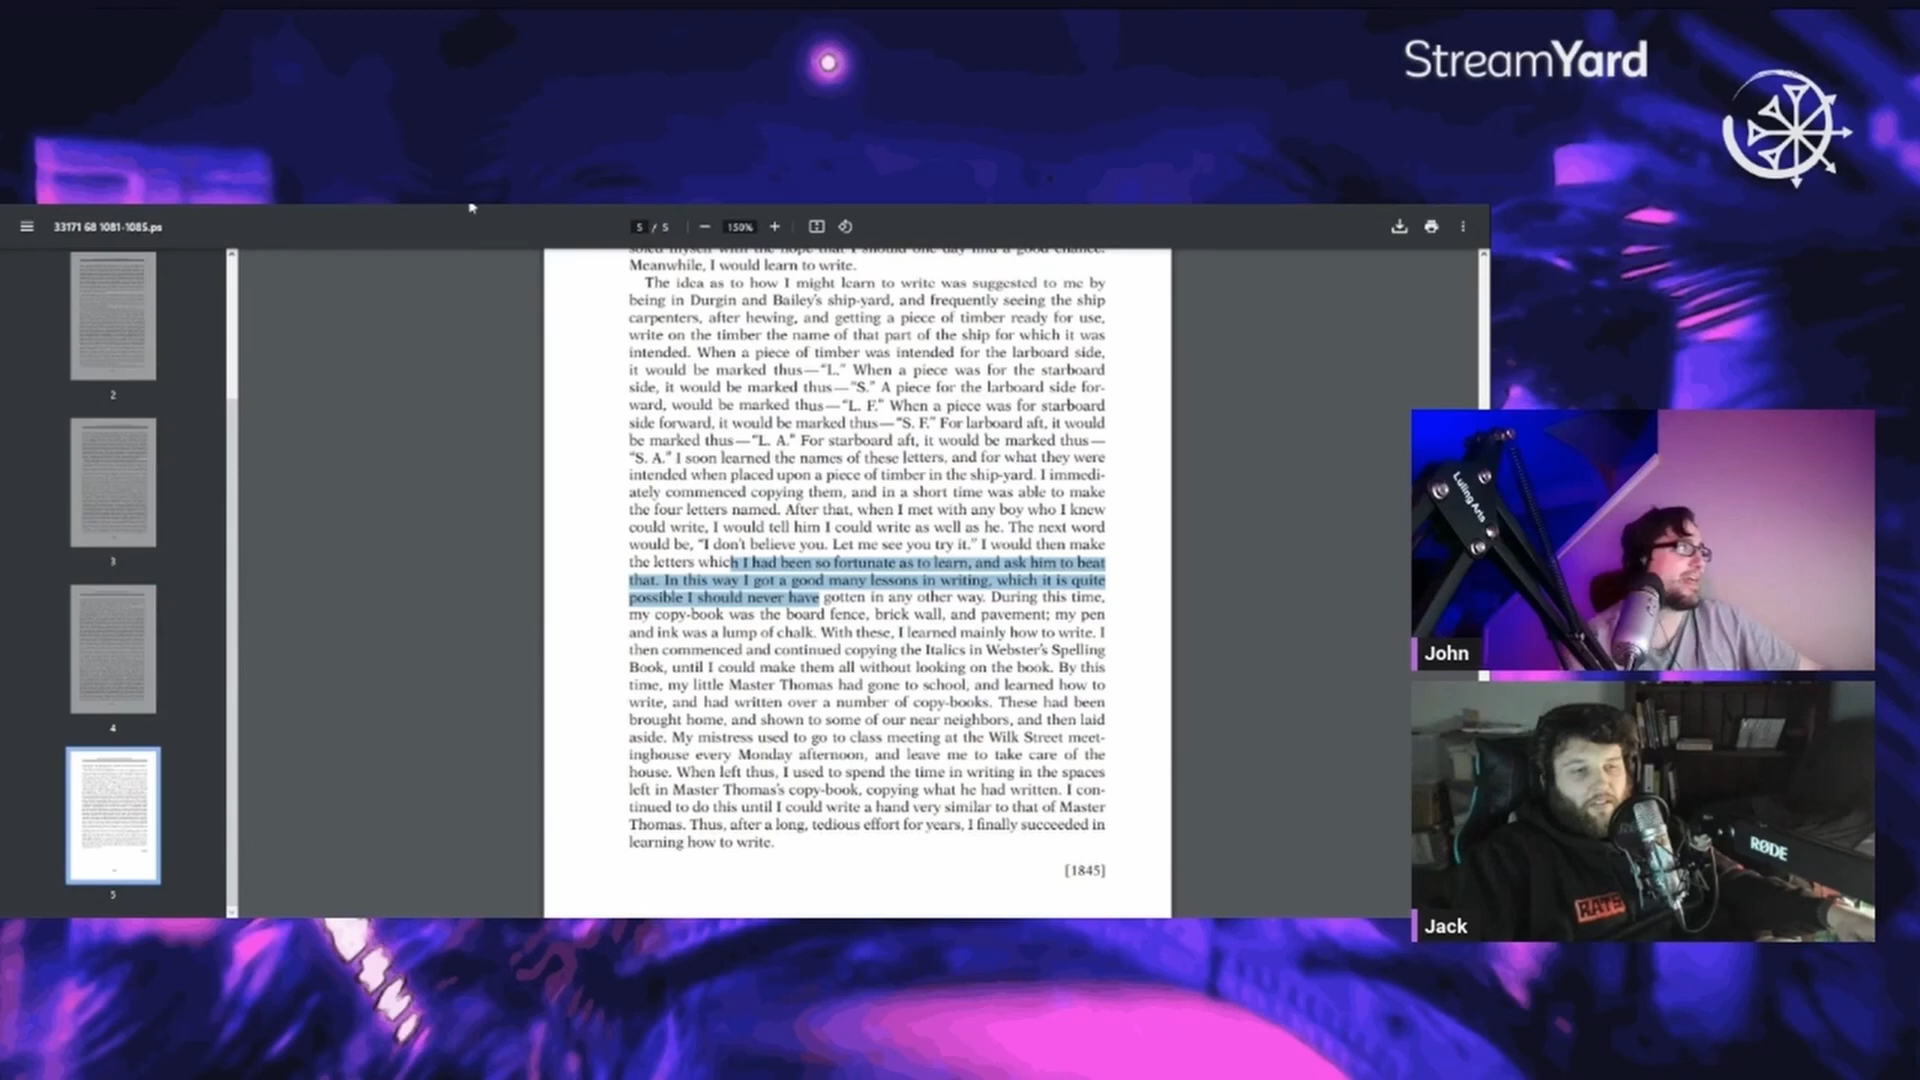 StreamYard
33171 68 1081-1085.ps
5 / 5
150%
soled myself with the hope that I should one day find a good chance.
Meanwhile, I would learn to write.
The idea as to how I might learn to write was suggested to me by
being in Durgin and Bailey's ship-yard, and frequently seeing the ship
carpenters, after hewing, and getting a piece of timber ready for use,
write on the timber the name of that part of the ship for which it was
intended. When a piece of timber was intended for the larboard side,
it would be marked thus—"L." When a piece was for the starboard
side, it would be marked thus—"S." A piece for the larboard side for-
ward, would be marked thus—"L. F." When a piece was for starboard
side forward, it would be marked thus—"S. F." For larboard aft, it would
be marked thus—"L. A." For starboard aft, it would be marked thus—
"S. A." I soon learned the names of these letters, and for what they were
intended when placed upon a piece of timber in the ship-yard. I immedi-
ately commenced copying them, and in a short time was able to make
the four letters named. After that, when I met with any boy who I knew
could write, I would tell him I could write as well as he. The next word
would be, "I don't believe you. Let me see you try it." I would then make
the letters which I had been so fortunate as to learn, and ask him to beat
that. In this way I got a good many lessons in writing, which it is quite
possible I should never have gotten in any other way. During this time,
my copy-book was the board fence, brick wall, and pavement; my pen
and ink was a lump of chalk. With these, I learned mainly how to write. I
then commenced and continued copying the Italics in Webster's Spelling
Book, until I could make them all without looking on the book. By this
time, my little Master Thomas had gone to school, and learned how to
write, and had written over a number of copy-books. These had been
brought home, and shown to some of our near neighbors, and then laid
aside. My mistress used to go to class meeting at the Wilk Street meet-
inghouse every Monday afternoon, and leave me to take care of the
house. When left thus, I used to spend the time in writing in the spaces
left in Master Thomas's copy-book, copying what he had written. I con-
tinued to do this until I could write a hand very similar to that of Master
Thomas. Thus, after a long, tedious effort for years, I finally succeeded in
learning how to write.
[1845]
2
3
4
5
Luling Arts
John
RØDE
RATS
Jack